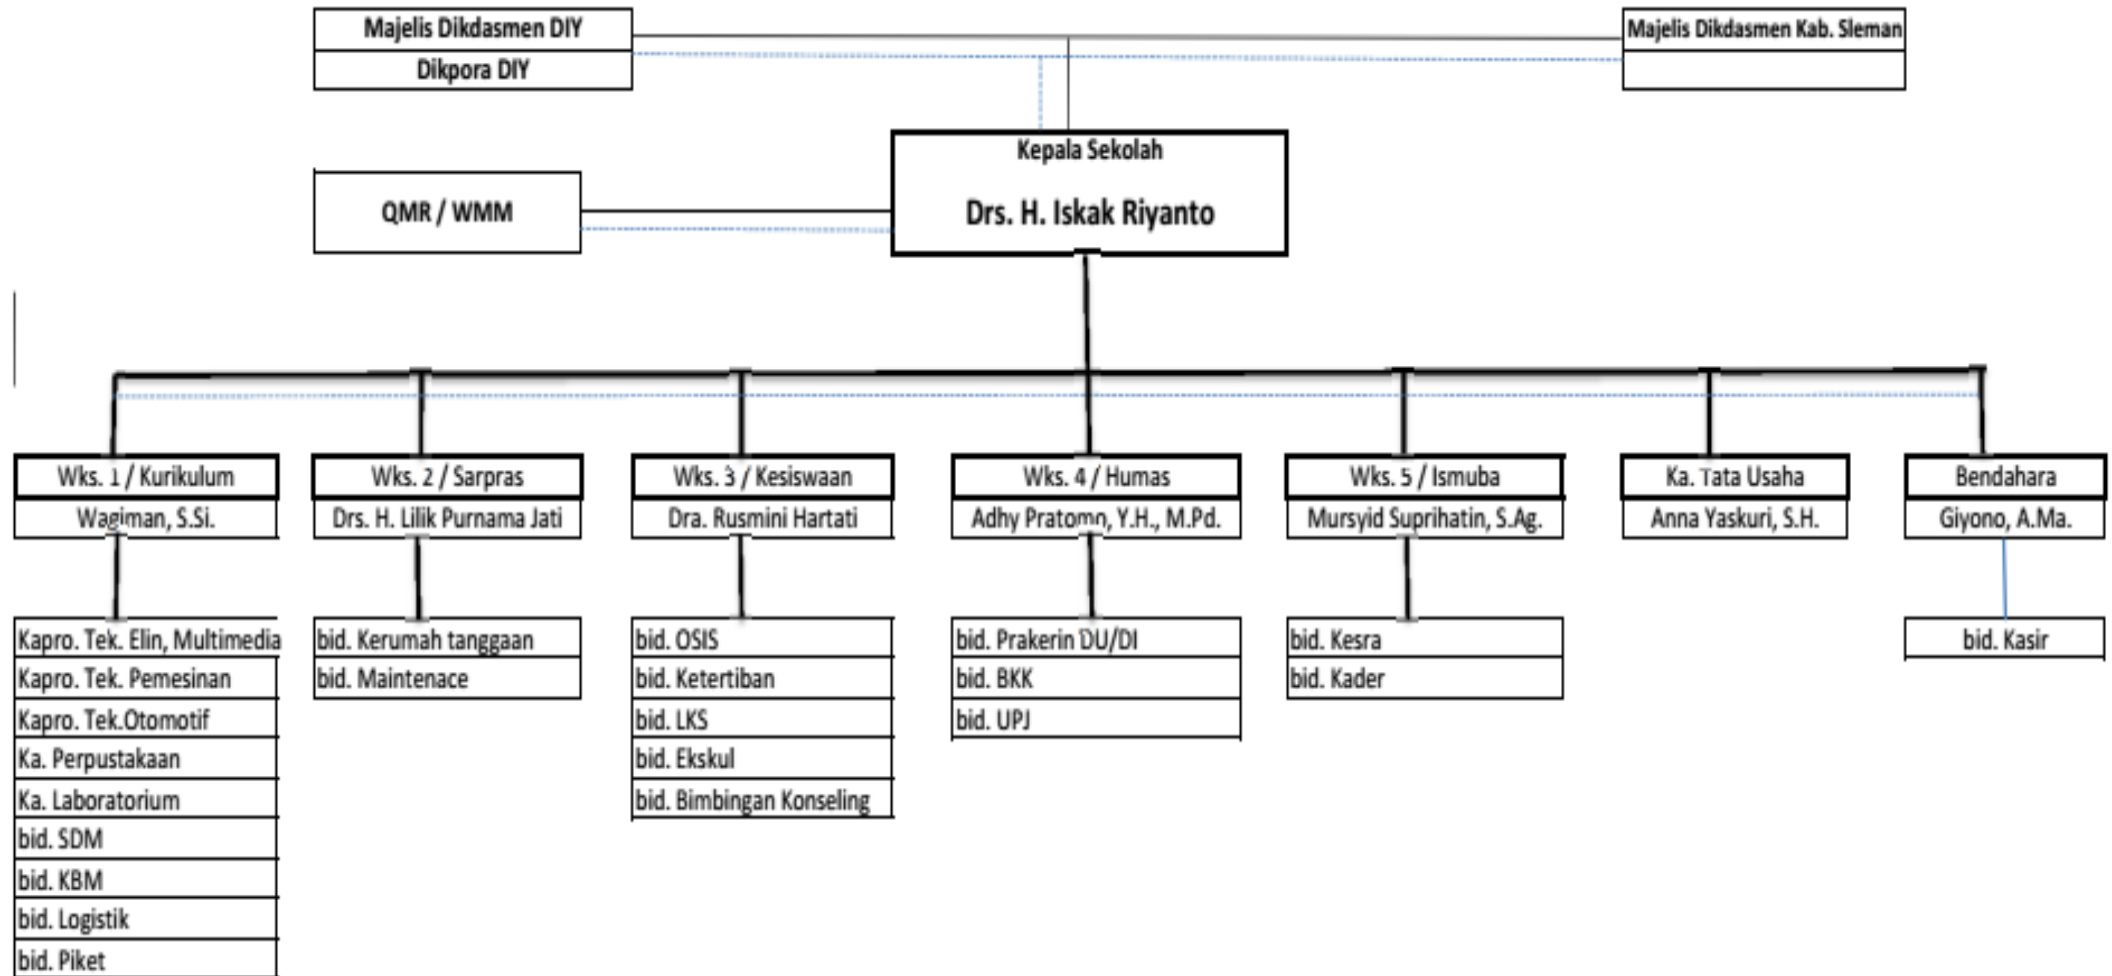 Majelis Dikdasmen DIY
Dikpora DIY
Majelis Dikdasmen Kab. Sleman
Kepala Sekolah
Drs. H. Iskak Riyanto
QMR / WMM
Wks. 1 / Kurikulum
Wagiman, S.Si.
Kapro. Tek. Elin, Multimedia
Kapro. Tek. Pemesinan
Kapro. Tek.Otomotif
Ka. Perpustakaan
Ka. Laboratorium
bid. SDM
bid. KBM
bid. Logistik
bid. Piket
Wks. 2 / Sarpras
Drs. H. Lilik Purnama Jati
bid. Kerumah tanggaan
bid. Maintenace
Wks. 3 / Kesiswaan
Dra. Rusmini Hartati
bid. OSIS
bid. Ketertiban
bid. LKS
bid. Ekskul
bid. Bimbingan Konseling
Wks. 4 / Humas
Adhy Pratomo, Y.H., M.Pd.
bid. Prakerin DU/DI
bid. BKK
bid. UPJ
Wks. 5 / Ismuba
Mursyid Suprihatin, S.Ag.
bid. Kesra
bid. Kader
Ka. Tata Usaha
Anna Yaskuri, S.H.
Bendahara
Giyono, A.Ma.
bid. Kasir